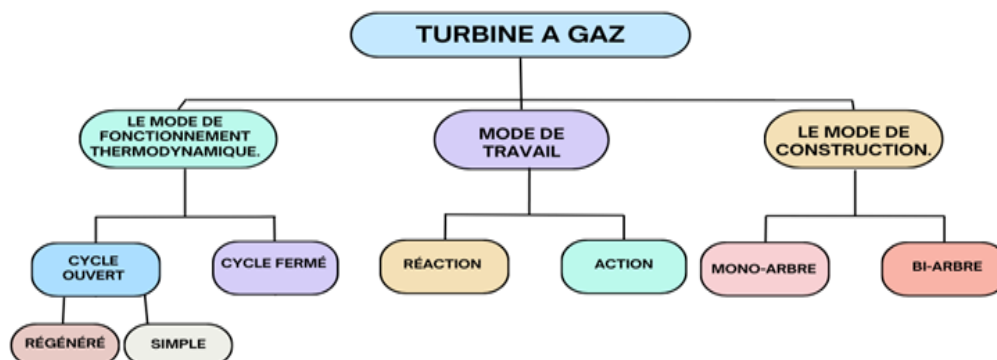 TURBINE A GAZ
LE MODE DE
FONCTIONNEMENT
THERMODYNAMIQUE.
MODE DE
TRAVAIL
LE MODE DE
CONSTRUCTION.
CYCLE
OUVERT
CYCLE FERMÉ
RÉACTION
ACTION
MONO-ARBRE
BI-ARBRE
RÉGÉNÉRÉ
SIMPLE